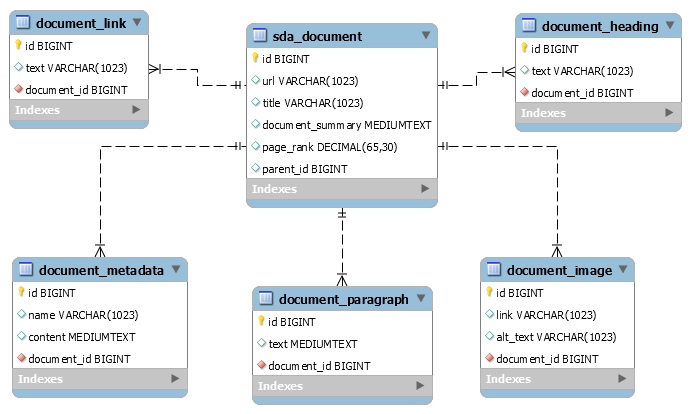 document_link
id BIGINT
text VARCHAR(1023)
document_id BIGINT
Indexes
sda_document
id BIGINT
url VARCHAR(1023)
title VARCHAR(1023)
document_summary MEDIUMTEXT
page_rank DECIMAL(65,30)
parent_id BIGINT
Indexes
document_heading
id BIGINT
text VARCHAR(1023)
document_id BIGINT
Indexes
document_metadata
id BIGINT
name VARCHAR(1023)
content MEDIUMTEXT
document_id BIGINT
Indexes
document_paragraph
id BIGINT
text MEDIUMTEXT
document_id BIGINT
Indexes
document_image
id BIGINT
link VARCHAR(1023)
alt_text VARCHAR(1023)
document_id BIGINT
Indexes